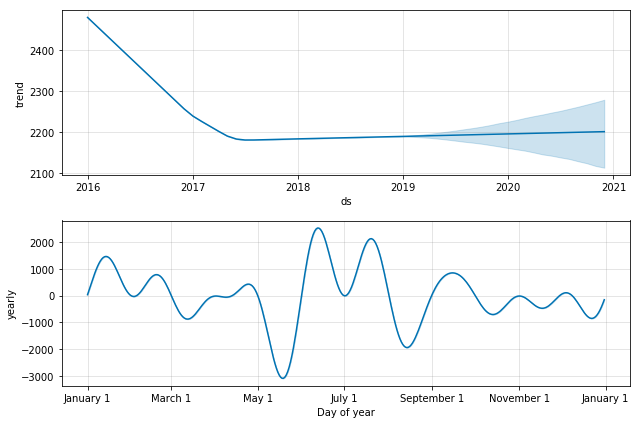 2400
2300
2200
2100
trend
2016 2017 2018 2019 2020 2021
ds
2000
1000
0
−1000
−2000
−3000
yearly
January 1 March 1 May 1 July 1 September 1 November 1 January 1
Day of year